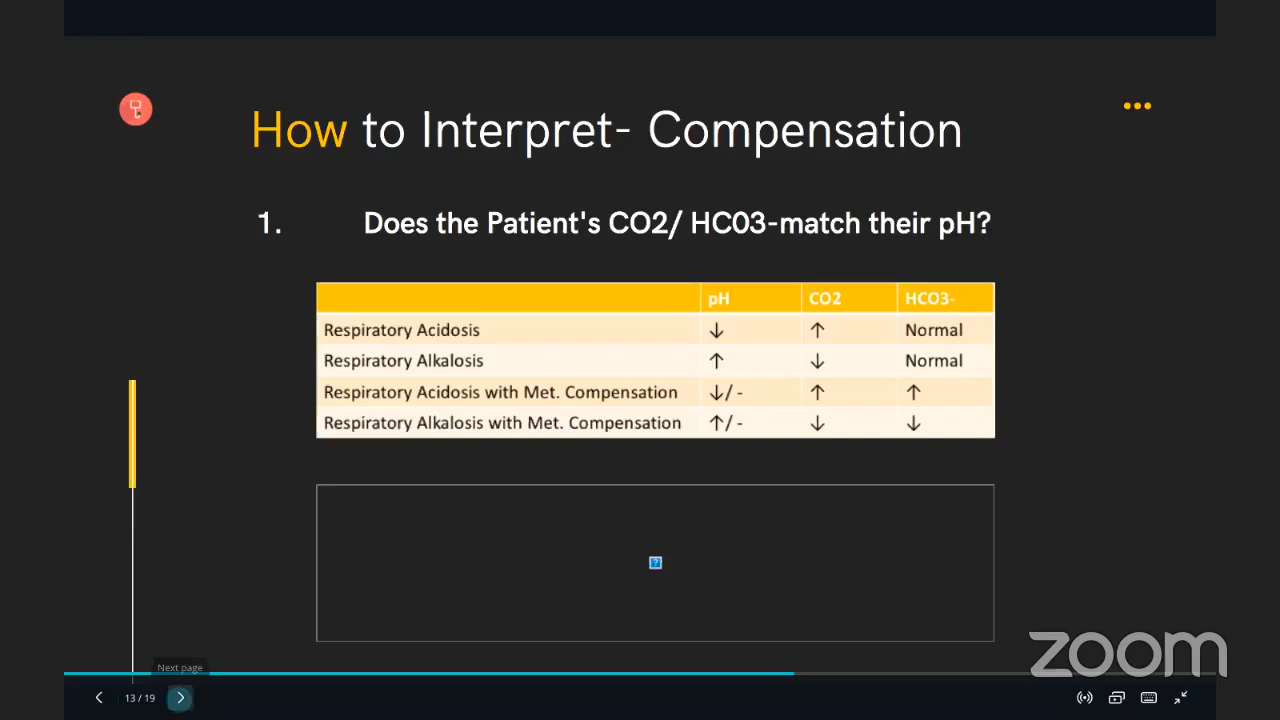 How to Interpret- Compensation
1. Does the Patient's CO2/ HC03-match their pH?
pH CO2 HCO3-
Respiratory Acidosis ↓ ↑ Normal
Respiratory Alkalosis ↑ ↓ Normal
Respiratory Acidosis with Met. Compensation ↓/ - ↑ ↑
Respiratory Alkalosis with Met. Compensation ↑/ - ↓ ↓
?
zoom
Next page
13 / 19